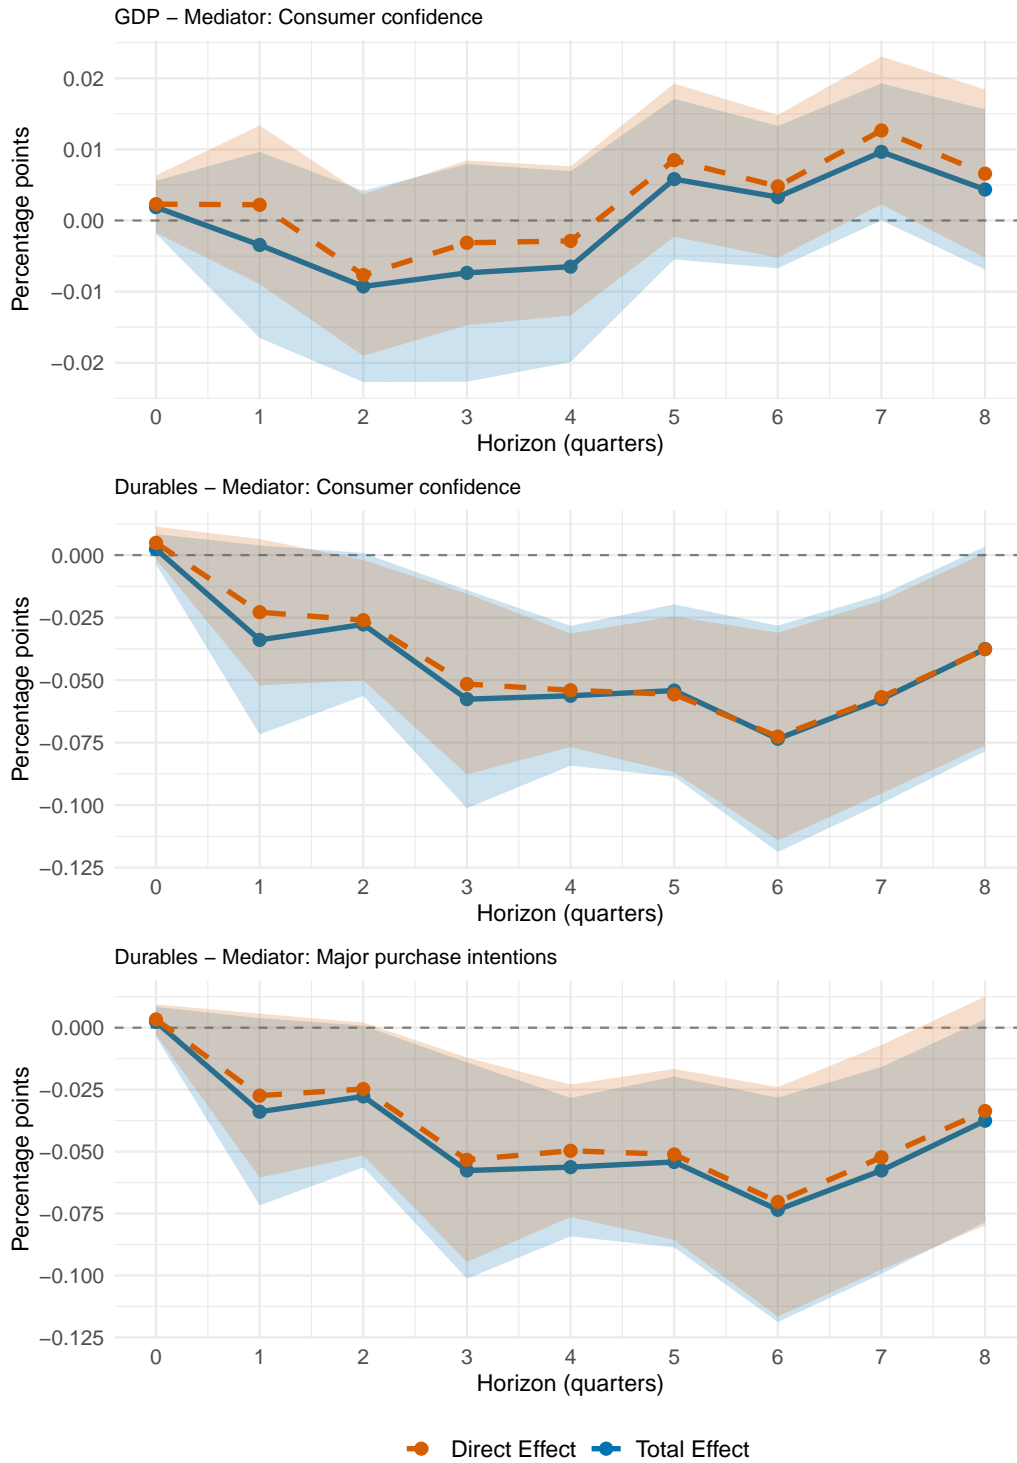 GDP − Mediator: Consumer confidence
Percentage points
0.02
0.01
0.00
−0.01
−0.02
0 1 2 3 4 5 6 7 8
Horizon (quarters)
Durables − Mediator: Consumer confidence
Percentage points
0.000
−0.025
−0.050
−0.075
−0.100
−0.125
0 1 2 3 4 5 6 7 8
Horizon (quarters)
Durables − Mediator: Major purchase intentions
Percentage points
0.000
−0.025
−0.050
−0.075
−0.100
−0.125
0 1 2 3 4 5 6 7 8
Horizon (quarters)
Direct Effect Total Effect